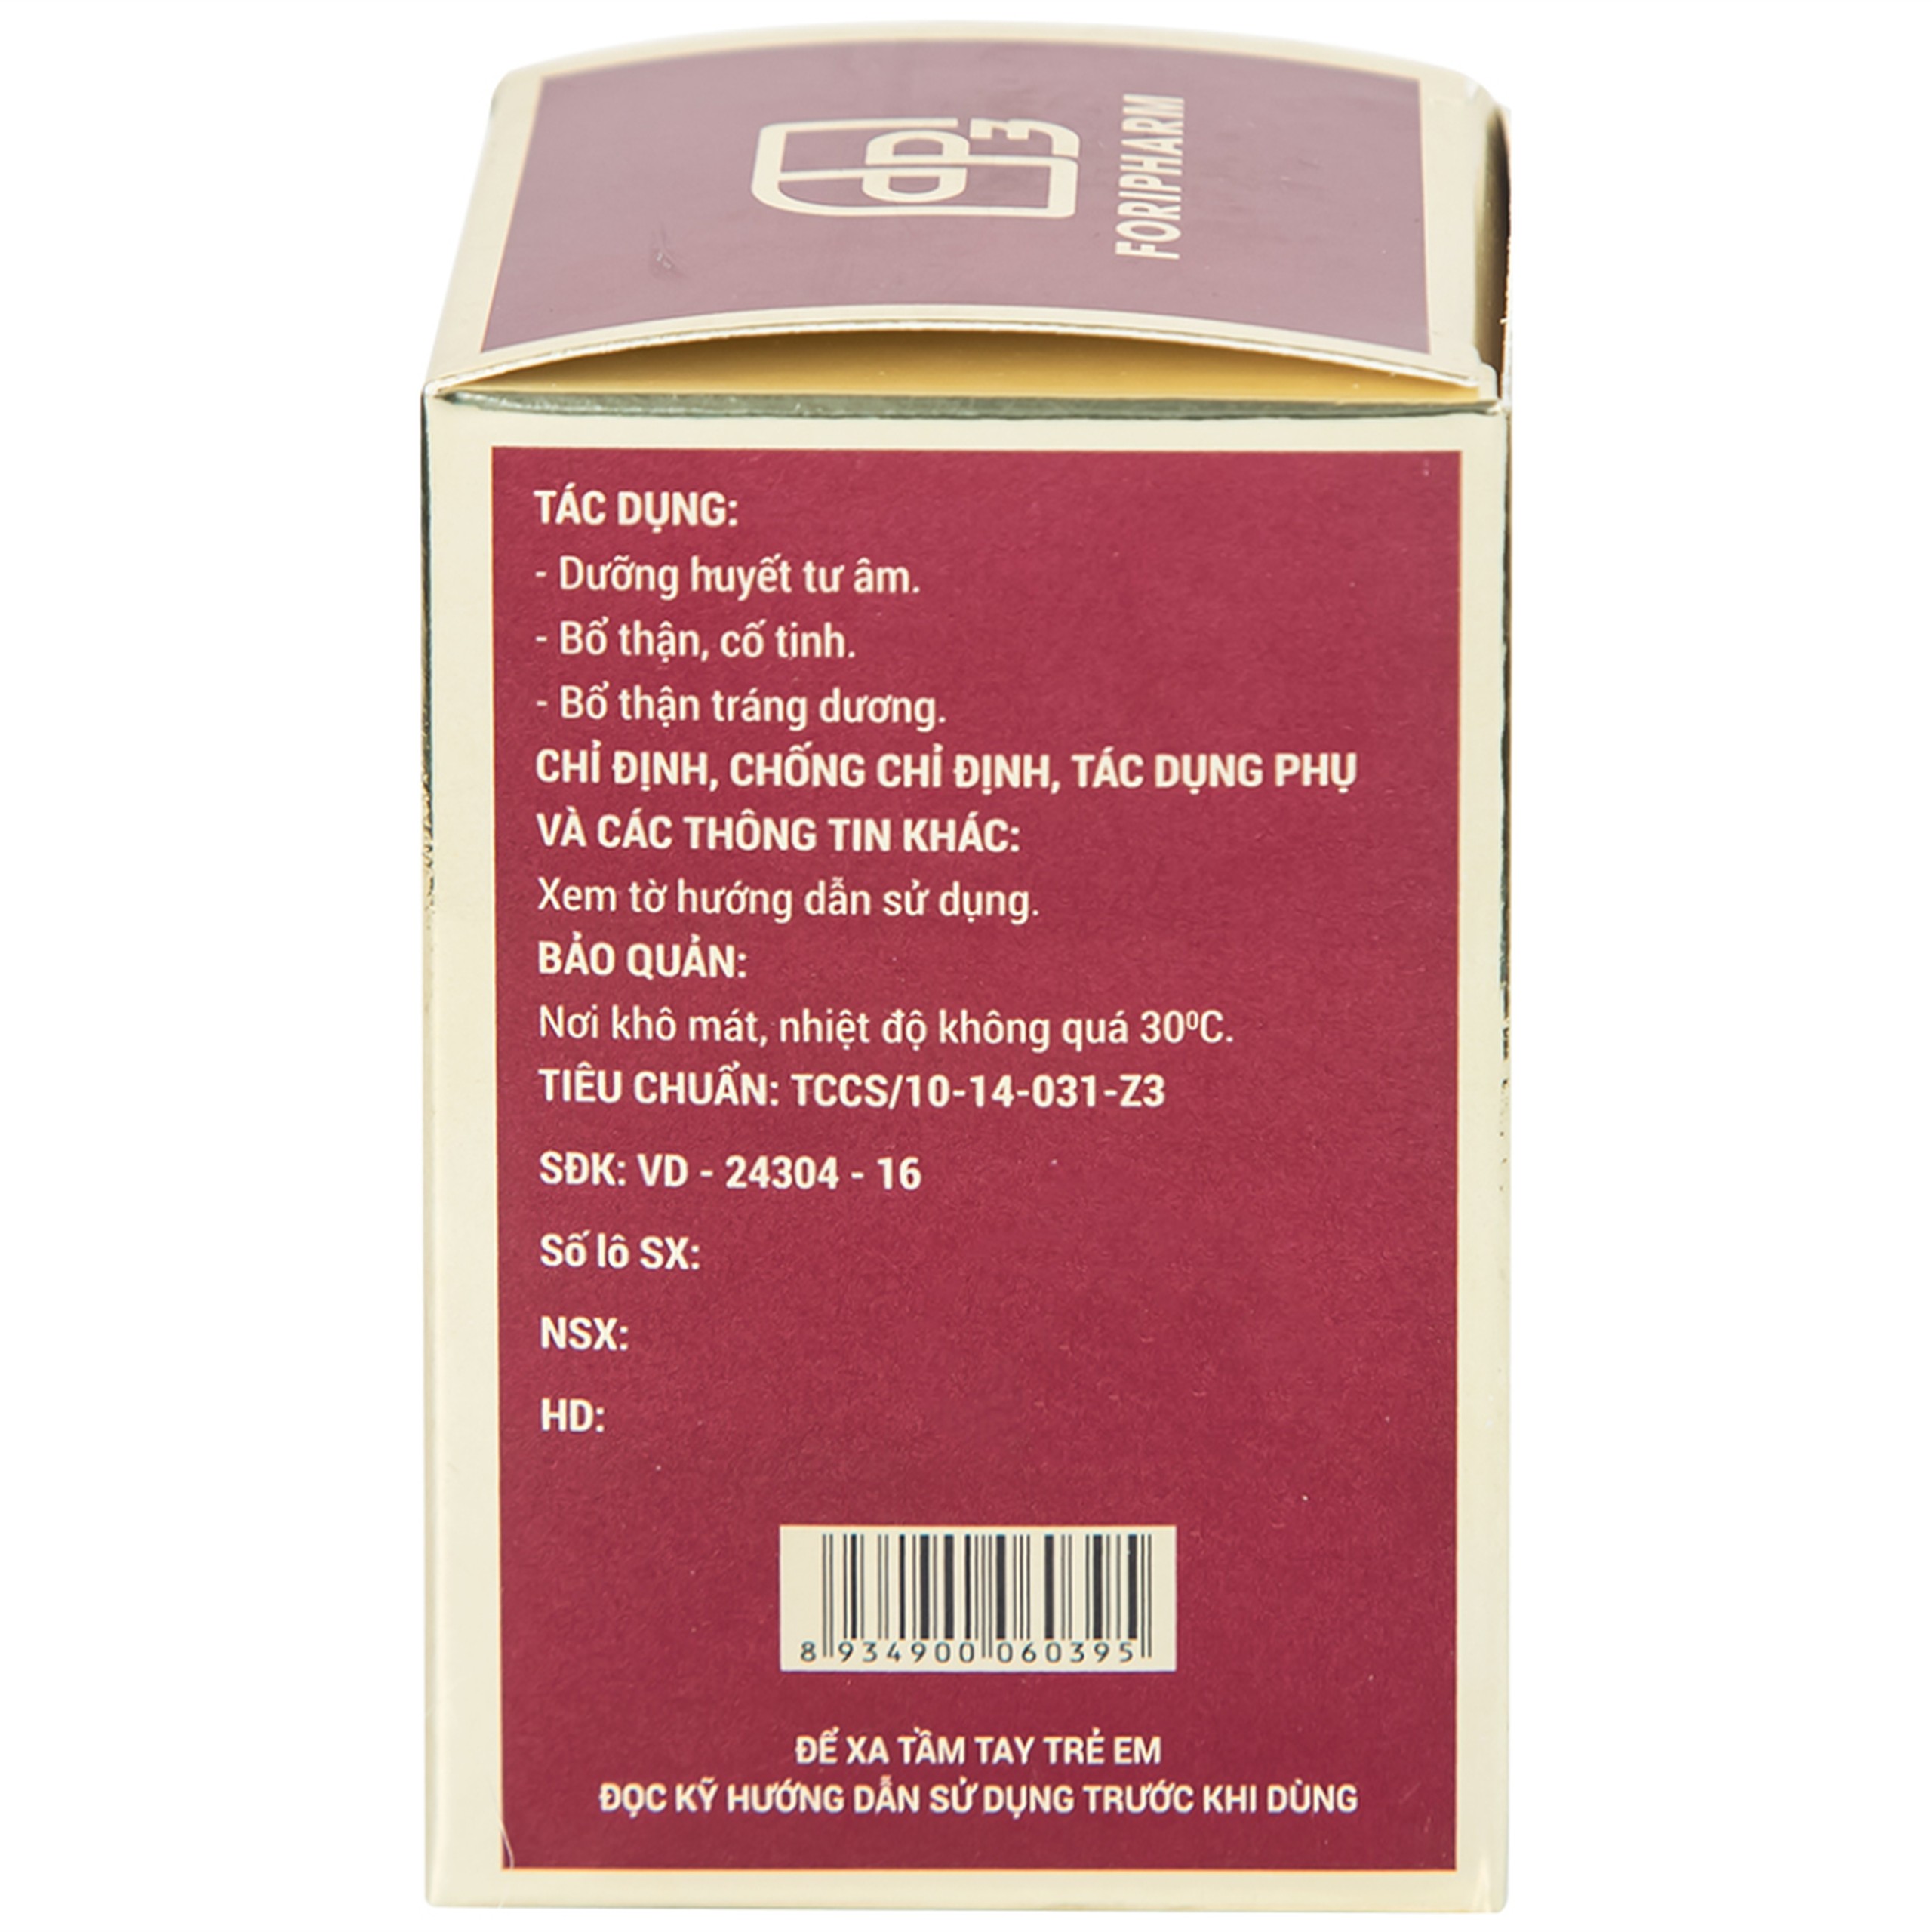 FORIPHARM
TÁC DỤNG:
- Dưỡng huyết tư âm.
- Bổ thận, cố tinh.
- Bổ thận tráng dương.
CHỈ ĐỊNH, CHỐNG CHỈ ĐỊNH, TÁC DỤNG PHỤ
VÀ CÁC THÔNG TIN KHÁC:
Xem tờ hướng dẫn sử dụng.
BẢO QUẢN:
Nơi khô mát, nhiệt độ không quá 30⁰C.
TIÊU CHUẨN: TCCS/10-14-031-Z3
SĐK: VD - 24304 - 16
Số lô SX:
NSX:
HD:
8 934900 060395
ĐỂ XA TẦM TAY TRẺ EM
ĐỌC KỸ HƯỚNG DẪN SỬ DỤNG TRƯỚC KHI DÙNG